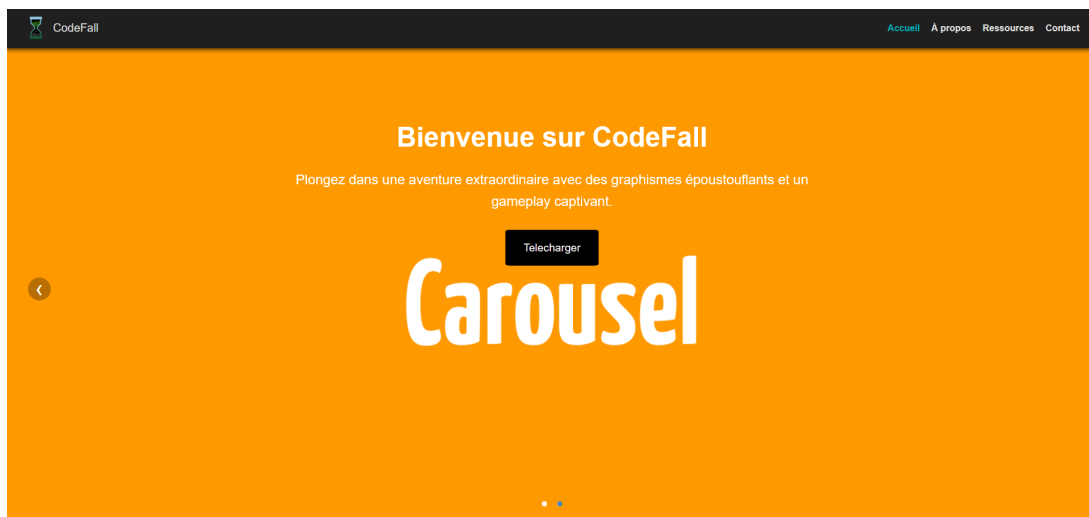 CodeFall
Accueil À propos Ressources Contact
Bienvenue sur CodeFall
Plongez dans une aventure extraordinaire avec des graphismes époustouflants et un
gameplay captivant.
Telecharger
Carousel